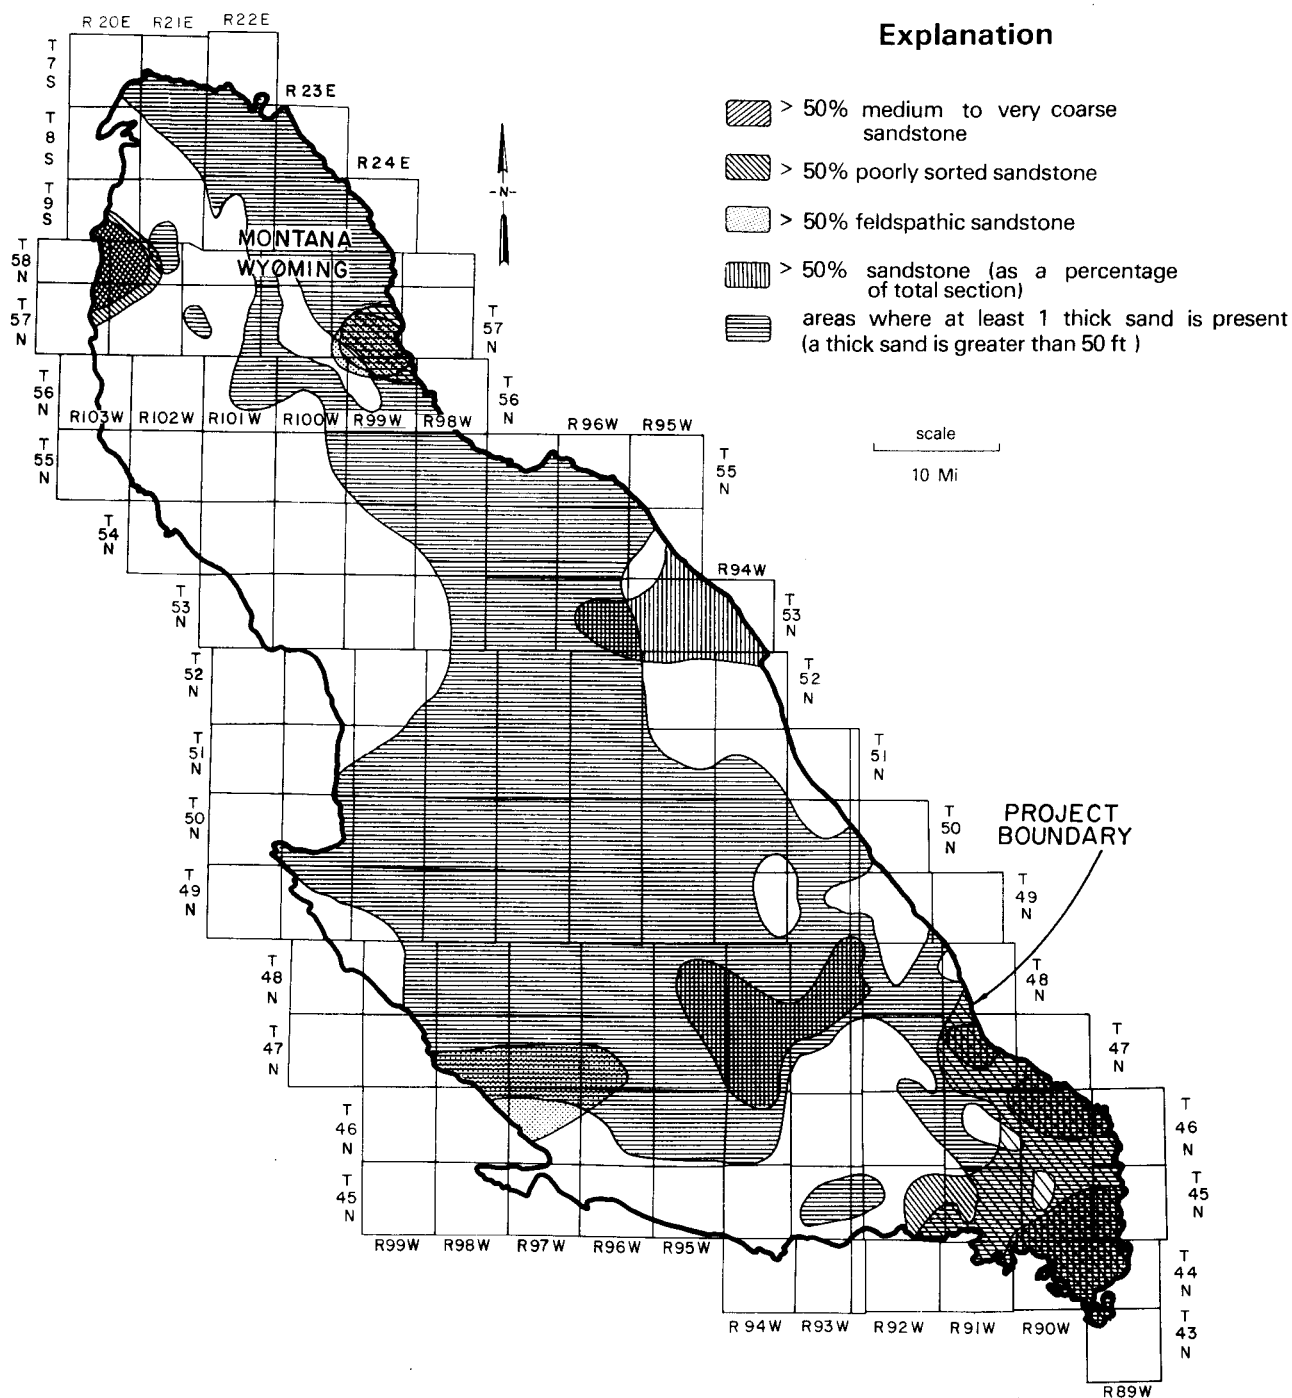 R 20E R21E R22E
Explanation
T
7
S
R 23E
> 50% medium to very coarse
sandstone
T
8
S
R 24E
> 50% poorly sorted sandstone
T
9
S
-N-
> 50% feldspathic sandstone
MONTANA
WYOMING
T
58
N
> 50% sandstone (as a percentage
of total section)
T
57
N
T
57
N
areas where at least 1 thick sand is present
(a thick sand is greater than 50 ft )
T
56
N
T
56
N
R103W R102W R101W R100W R99W R98W R96W R95W
scale
10 Mi
T
55
N
T
55
N
T
54
N
R94W
T
53
N
T
53
N
T
52
N
T
52
N
T
51
N
T
51
N
T
50
N
T
50
N
PROJECT
BOUNDARY
T
49
N
T
49
N
T
48
N
T
48
N
T
47
N
T
47
N
T
46
N
T
46
N
T
45
N
T
45
N
R99W R98W R97W R96W R95W
T
44
N
R 94W R93W R92W R91W R90W
T
43
N
R89W